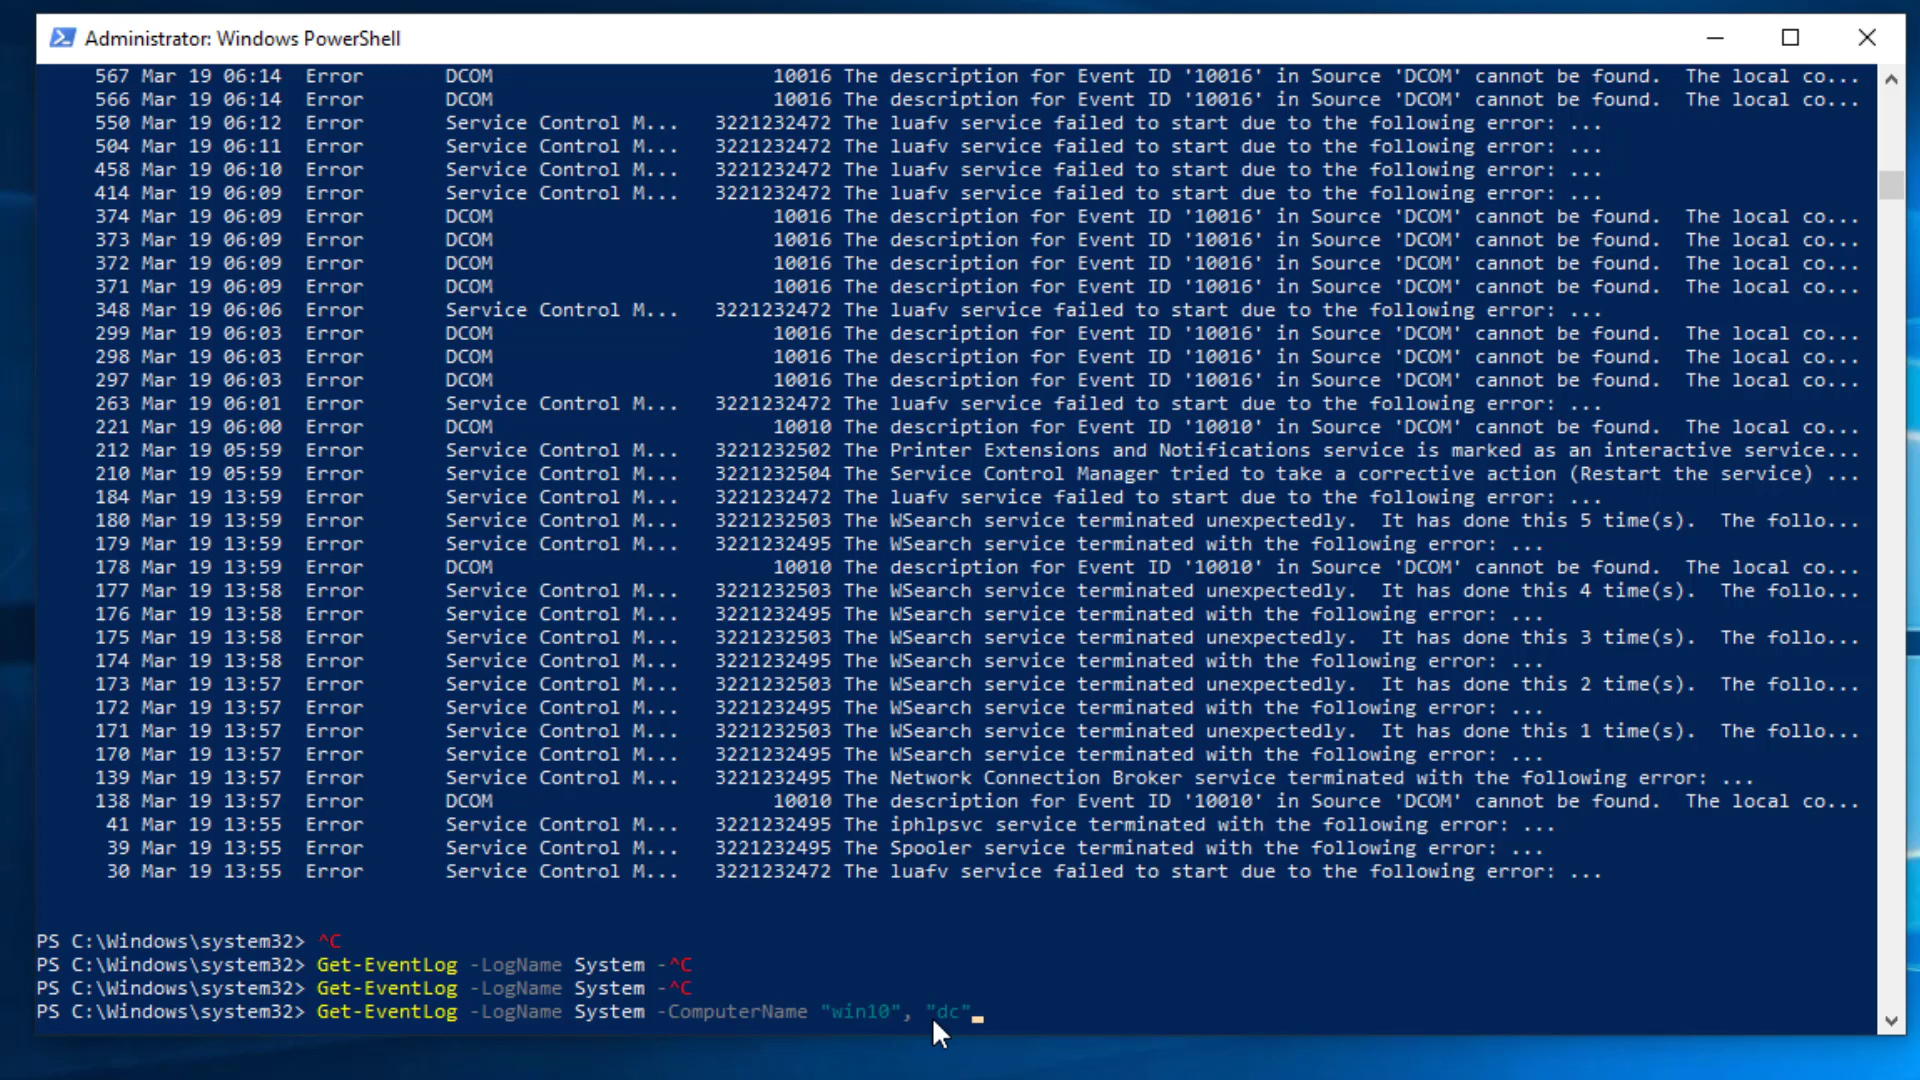 Administrator: Windows PowerShell
567 Mar 19 06:14 Error DCOM 10016 The description for Event ID '10016' in Source 'DCOM' cannot be found. The local co...
566 Mar 19 06:14 Error DCOM 10016 The description for Event ID '10016' in Source 'DCOM' cannot be found. The local co...
550 Mar 19 06:12 Error Service Control M... 3221232472 The luafv service failed to start due to the following error: ...
504 Mar 19 06:11 Error Service Control M... 3221232472 The luafv service failed to start due to the following error: ...
458 Mar 19 06:10 Error Service Control M... 3221232472 The luafv service failed to start due to the following error: ...
414 Mar 19 06:09 Error Service Control M... 3221232472 The luafv service failed to start due to the following error: ...
374 Mar 19 06:09 Error DCOM 10016 The description for Event ID '10016' in Source 'DCOM' cannot be found. The local co...
373 Mar 19 06:09 Error DCOM 10016 The description for Event ID '10016' in Source 'DCOM' cannot be found. The local co...
372 Mar 19 06:09 Error DCOM 10016 The description for Event ID '10016' in Source 'DCOM' cannot be found. The local co...
371 Mar 19 06:09 Error DCOM 10016 The description for Event ID '10016' in Source 'DCOM' cannot be found. The local co...
348 Mar 19 06:06 Error Service Control M... 3221232472 The luafv service failed to start due to the following error: ...
299 Mar 19 06:03 Error DCOM 10016 The description for Event ID '10016' in Source 'DCOM' cannot be found. The local co...
298 Mar 19 06:03 Error DCOM 10016 The description for Event ID '10016' in Source 'DCOM' cannot be found. The local co...
297 Mar 19 06:03 Error DCOM 10016 The description for Event ID '10016' in Source 'DCOM' cannot be found. The local co...
263 Mar 19 06:01 Error Service Control M... 3221232472 The luafv service failed to start due to the following error: ...
221 Mar 19 06:00 Error DCOM 10010 The description for Event ID '10010' in Source 'DCOM' cannot be found. The local co...
212 Mar 19 05:59 Error Service Control M... 3221232502 The Printer Extensions and Notifications service is marked as an interactive service...
210 Mar 19 05:59 Error Service Control M... 3221232504 The Service Control Manager tried to take a corrective action (Restart the service) ...
184 Mar 19 13:59 Error Service Control M... 3221232472 The luafv service failed to start due to the following error: ...
180 Mar 19 13:59 Error Service Control M... 3221232503 The WSearch service terminated unexpectedly. It has done this 5 time(s). The follo...
179 Mar 19 13:59 Error Service Control M... 3221232495 The WSearch service terminated with the following error: ...
178 Mar 19 13:59 Error DCOM 10010 The description for Event ID '10010' in Source 'DCOM' cannot be found. The local co...
177 Mar 19 13:58 Error Service Control M... 3221232503 The WSearch service terminated unexpectedly. It has done this 4 time(s). The follo...
176 Mar 19 13:58 Error Service Control M... 3221232495 The WSearch service terminated with the following error: ...
175 Mar 19 13:58 Error Service Control M... 3221232503 The WSearch service terminated unexpectedly. It has done this 3 time(s). The follo...
174 Mar 19 13:58 Error Service Control M... 3221232495 The WSearch service terminated with the following error: ...
173 Mar 19 13:57 Error Service Control M... 3221232503 The WSearch service terminated unexpectedly. It has done this 2 time(s). The follo...
172 Mar 19 13:57 Error Service Control M... 3221232495 The WSearch service terminated with the following error: ...
171 Mar 19 13:57 Error Service Control M... 3221232503 The WSearch service terminated unexpectedly. It has done this 1 time(s). The follo...
170 Mar 19 13:57 Error Service Control M... 3221232495 The WSearch service terminated with the following error: ...
139 Mar 19 13:57 Error Service Control M... 3221232495 The Network Connection Broker service terminated with the following error: ...
138 Mar 19 13:57 Error DCOM 10010 The description for Event ID '10010' in Source 'DCOM' cannot be found. The local co...
41 Mar 19 13:55 Error Service Control M... 3221232495 The iphlpsvc service terminated with the following error: ...
39 Mar 19 13:55 Error Service Control M... 3221232495 The Spooler service terminated with the following error: ...
30 Mar 19 13:55 Error Service Control M... 3221232472 The luafv service failed to start due to the following error: ...
PS C:\Windows\system32> ^C
PS C:\Windows\system32> Get-EventLog -LogName System -^C
PS C:\Windows\system32> Get-EventLog -LogName System -^C
PS C:\Windows\system32> Get-EventLog -LogName System -ComputerName "win10", "dc"